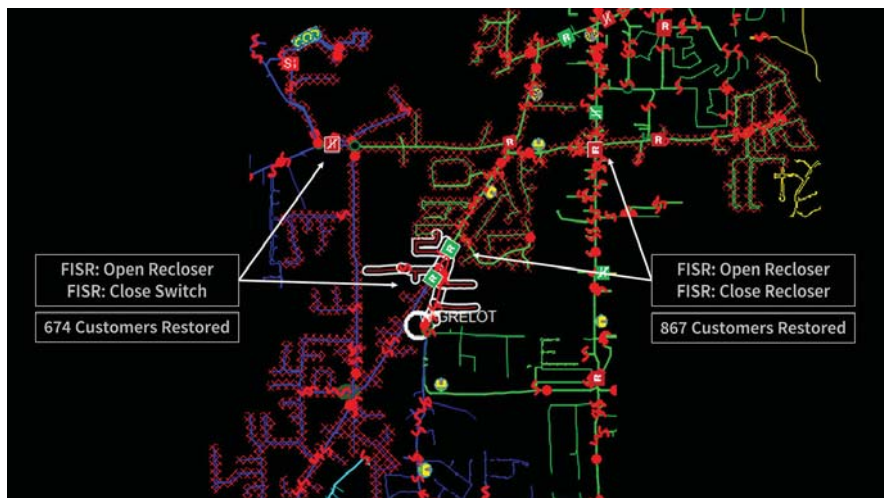 S
R
R
R
R
R
R
R
R
GRELOT
R
FISR: Open Recloser
FISR: Close Switch
674 Customers Restored
FISR: Open Recloser
FISR: Close Recloser
867 Customers Restored